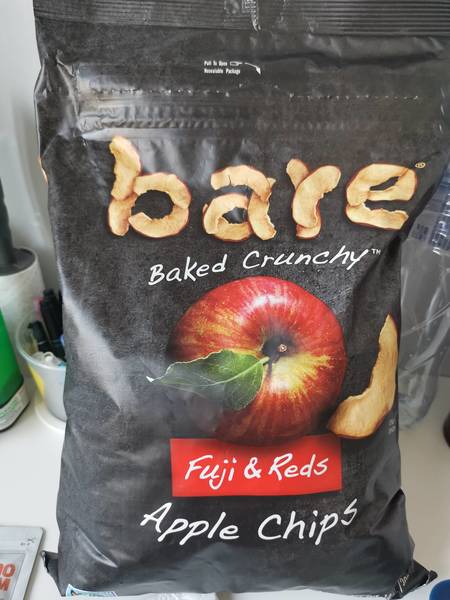 Pull To Open
Resealable Package
bare®
Baked Crunchy™
Fuji & Reds
Apple Chips